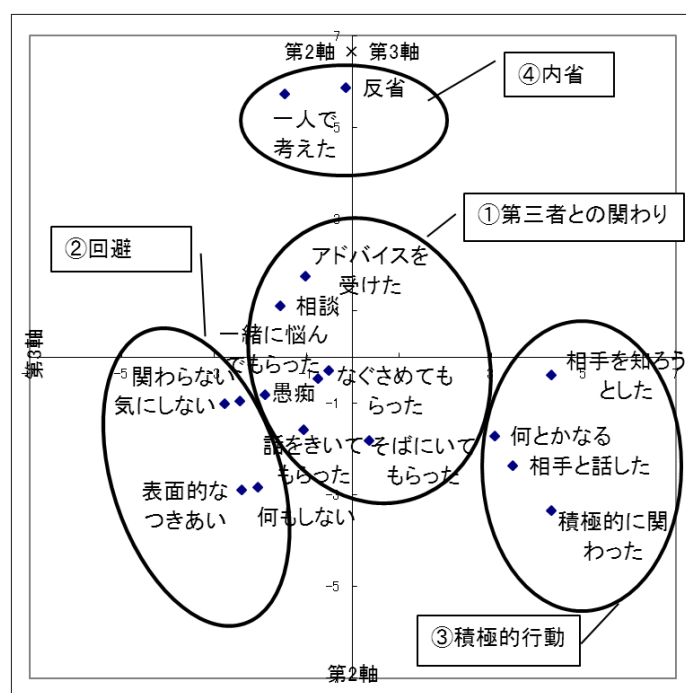 7
第2軸 × 第3軸
④内省
反省
一人で
考えた
5
3
①第三者との関わり
②回避
アドバイスを
受けた
相談
一緒に悩ん
でもらった
第3軸
-5
-3
-1
1
3
5
7
関わらない
気にしない
愚痴
なぐさめても
らった
-1
相手を知ろう
とした
何とかなる
相手と話した
話をきいて
もらった
そばにいて
もらった
-3
表面的な
つきあい
何もしない
積極的に関
わった
-5
③積極的行動
第2軸